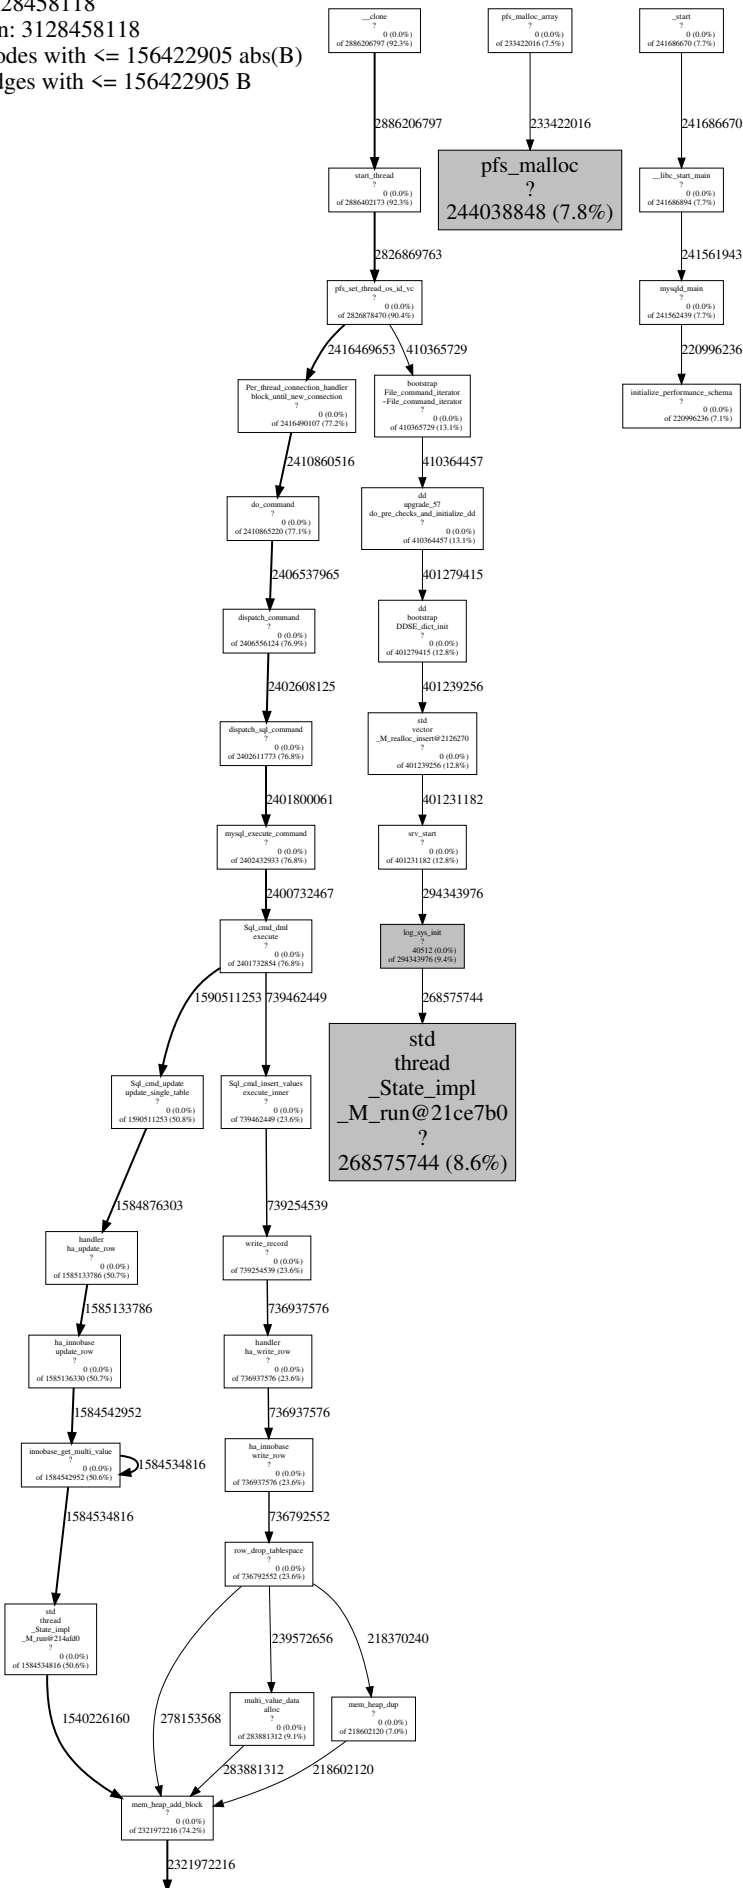 28458118
n: 3128458118
odes with <= 156422905 abs(B)
dges with <= 156422905 B
__clone
?
0 (0.0%)
of 2886206797 (92.3%)
pfs_malloc_array
?
0 (0.0%)
of 233422016 (7.5%)
_start
?
0 (0.0%)
of 241686670 (7.7%)
2886206797
233422016
241686670
start_thread
?
0 (0.0%)
of 2886402173 (92.3%)
pfs_malloc
?
244038848 (7.8%)
__libc_start_main
?
0 (0.0%)
of 241686894 (7.7%)
2826869763
241561943
pfs_set_thread_os_id_vc
?
0 (0.0%)
of 2826878470 (90.4%)
mysqld_main
?
0 (0.0%)
of 241562439 (7.7%)
2416469653
410365729
220996236
Per_thread_connection_handler
block_until_new_connection
?
0 (0.0%)
of 2416490107 (77.2%)
bootstrap
File_command_iterator
~File_command_iterator
?
0 (0.0%)
of 410365729 (13.1%)
initialize_performance_schema
?
0 (0.0%)
of 220996236 (7.1%)
2410860516
410364457
do_command
?
0 (0.0%)
of 2410865220 (77.1%)
dd
upgrade_57
do_pre_checks_and_initialize_dd
?
0 (0.0%)
of 410364457 (13.1%)
2406537965
401279415
dispatch_command
?
0 (0.0%)
of 2406556124 (76.9%)
dd
bootstrap
DDSE_dict_init
?
0 (0.0%)
of 401279415 (12.8%)
2402608125
401239256
dispatch_sql_command
?
0 (0.0%)
of 2402611773 (76.8%)
std
vector
_M_realloc_insert@2126270
?
0 (0.0%)
of 401239256 (12.8%)
2401800061
401231182
mysql_execute_command
?
0 (0.0%)
of 2402432933 (76.8%)
srv_start
?
0 (0.0%)
of 401231182 (12.8%)
2400732467
294343976
Sql_cmd_dml
execute
?
0 (0.0%)
of 2401732854 (76.8%)
log_sys_init
?
40512 (0.0%)
of 294343976 (9.4%)
1590511253
739462449
268575744
Sql_cmd_update
update_single_table
?
0 (0.0%)
of 1590511253 (50.8%)
Sql_cmd_insert_values
execute_inner
?
0 (0.0%)
of 739462449 (23.6%)
std
thread
_State_impl
_M_run@21ce7b0
?
268575744 (8.6%)
1584876303
739254539
handler
ha_update_row
?
0 (0.0%)
of 1585133786 (50.7%)
write_record
?
0 (0.0%)
of 739254539 (23.6%)
1585133786
736937576
ha_innobase
update_row
?
0 (0.0%)
of 1585136330 (50.7%)
handler
ha_write_row
?
0 (0.0%)
of 736937576 (23.6%)
1584542952
736937576
innobase_get_multi_value
?
0 (0.0%)
of 1584542952 (50.6%)
1584534816
ha_innobase
write_row
?
0 (0.0%)
of 736937576 (23.6%)
1584534816
736792552
row_drop_tablespace
?
0 (0.0%)
of 736792552 (23.6%)
std
thread
_State_impl
_M_run@214afd0
?
0 (0.0%)
of 1584534816 (50.6%)
239572656
218370240
1540226160
278153568
multi_value_data
alloc
?
0 (0.0%)
of 283881312 (9.1%)
mem_heap_dup
?
0 (0.0%)
of 218602120 (7.0%)
283881312
218602120
mem_heap_add_block
?
0 (0.0%)
of 2321972216 (74.2%)
2321972216